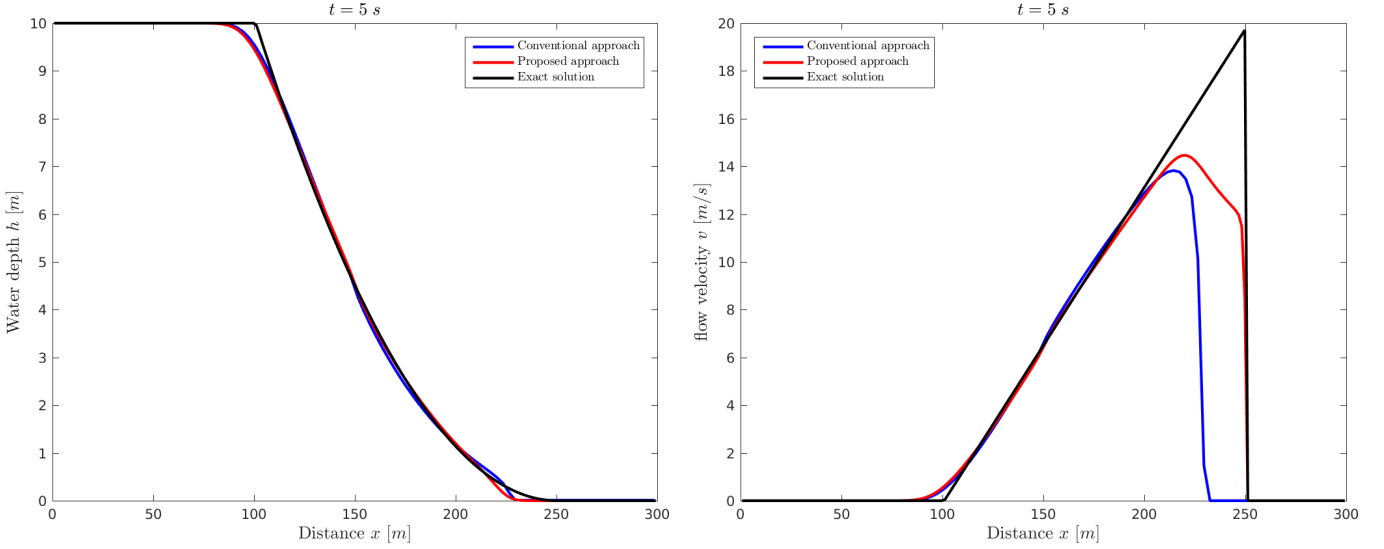 t = 5 s
10
9
8
7
6
5
4
3
2
1
0
Water depth h [m]
0 50 100 150 200 250 300
Distance x [m]
Conventional approach
Proposed approach
Exact solution
t = 5 s
20
18
16
14
12
10
8
6
4
2
0
flow velocity v [m/s]
0 50 100 150 200 250 300
Distance x [m]
Conventional approach
Proposed approach
Exact solution